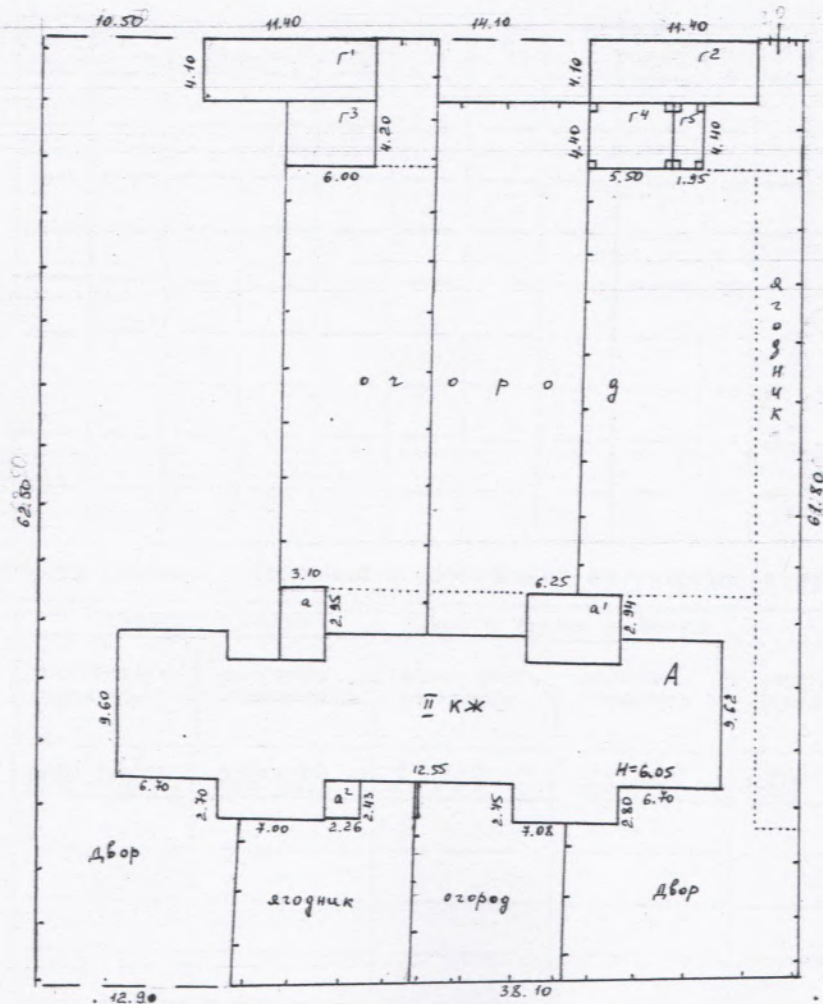 10.50 11.40 14.10 11.40
г¹ г2
4.10 4.10
г3 г4 г5
4.20 4.40 4.40
6.00 5.50 1.95
ягодник
огород
62.50 61.80
3.10 6.25
а 2.95 а¹ 2.94
А
9.60 II КЖ 9.62
12.55 Н=6.05
6.70 6.70
2.70 а² 2.43 2.45 2.80
7.00 2.26 7.08
двор ягодник огород двор
12.90 38.10